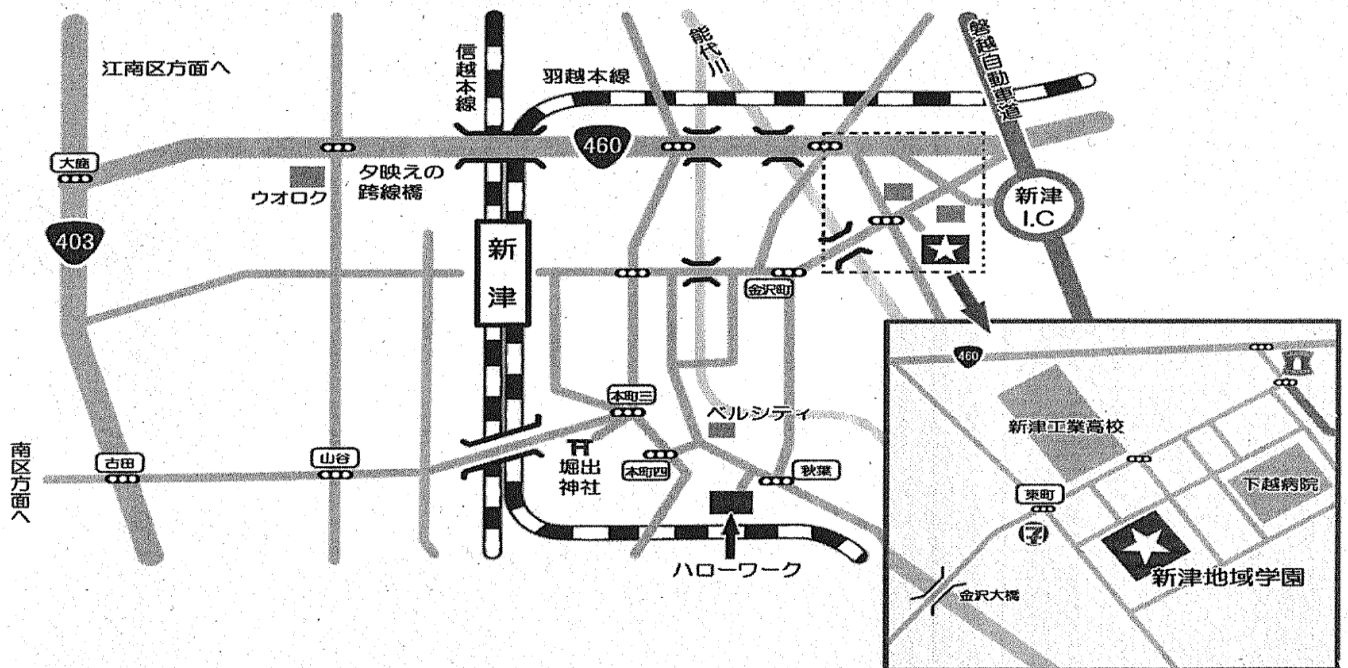 江南区方面へ
信越本線
羽越本線
能代川
磐越自動車道
460
夕映えの
跨線橋
ウオロク
403
新津
I.C
新津
金沢町
本町三
ベルシティ
堀出
神社
本町四
秋葉
古田
山谷
南区方面へ
ハローワーク
460
新津工業高校
下越病院
東町
7
新津地域学園
金沢大橋